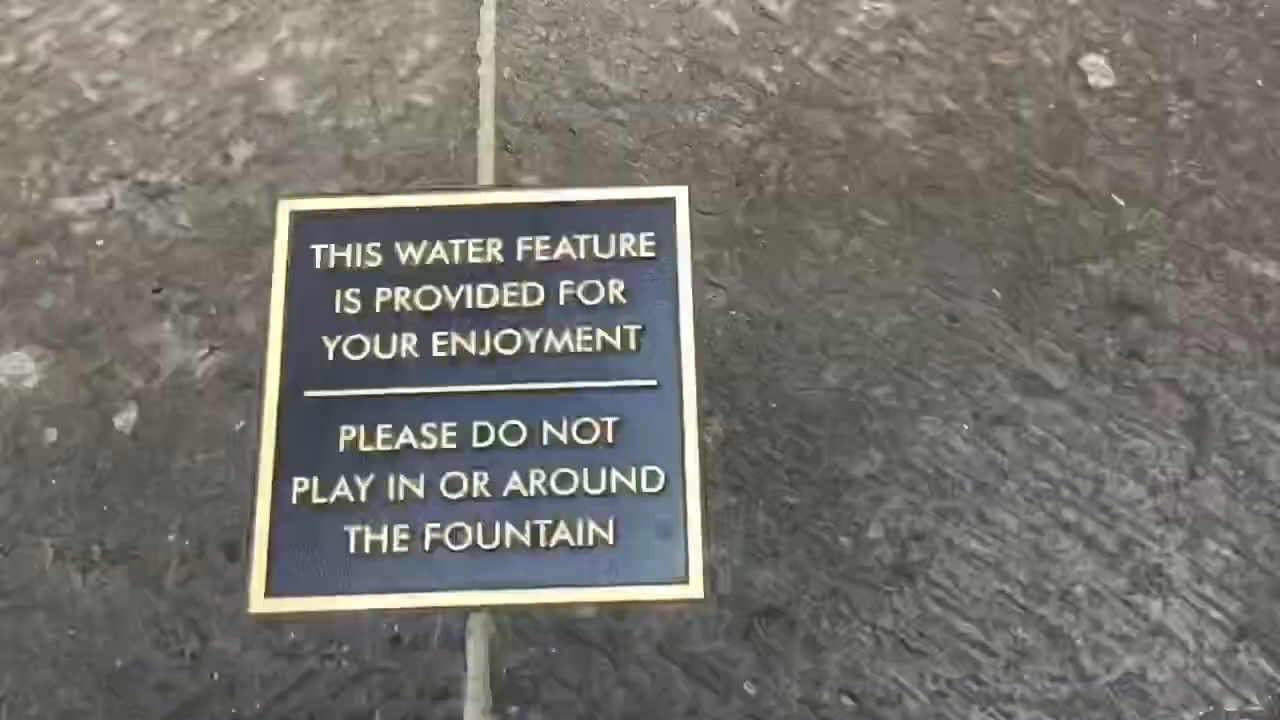 THIS WATER FEATURE
IS PROVIDED FOR
YOUR ENJOYMENT
PLEASE DO NOT
PLAY IN OR AROUND
THE FOUNTAIN